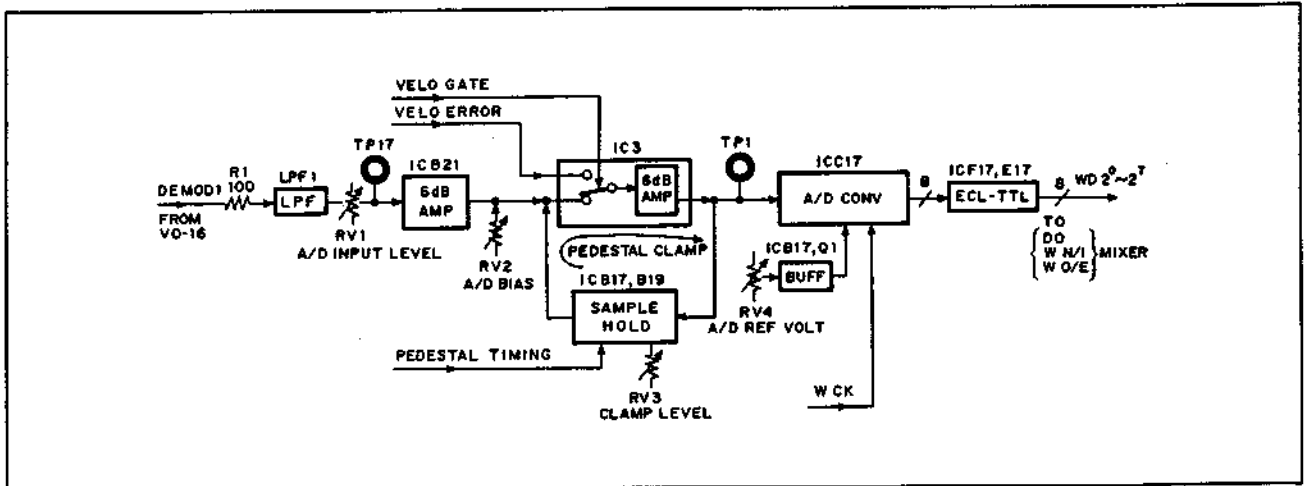 VELO GATE
VELO ERROR
TP17
ICB21
IC3
TP1
ICC17
ICF17, E17
R1
100
LPF1
DEMOD1
LPF
6dB
AMP
6dB
AMP
A/D CONV
8
ECL-TTL
8
WD 2⁰~2⁷
FROM
VO-16
RV1
A/D INPUT LEVEL
RV2
A/D BIAS
PEDESTAL CLAMP
ICB17, B19
SAMPLE
HOLD
ICB17, Q1
BUFF
RV4
A/D REF VOLT
TO
DO
W N/I
W O/E
MIXER
PEDESTAL TIMING
RV3
CLAMP LEVEL
WCK